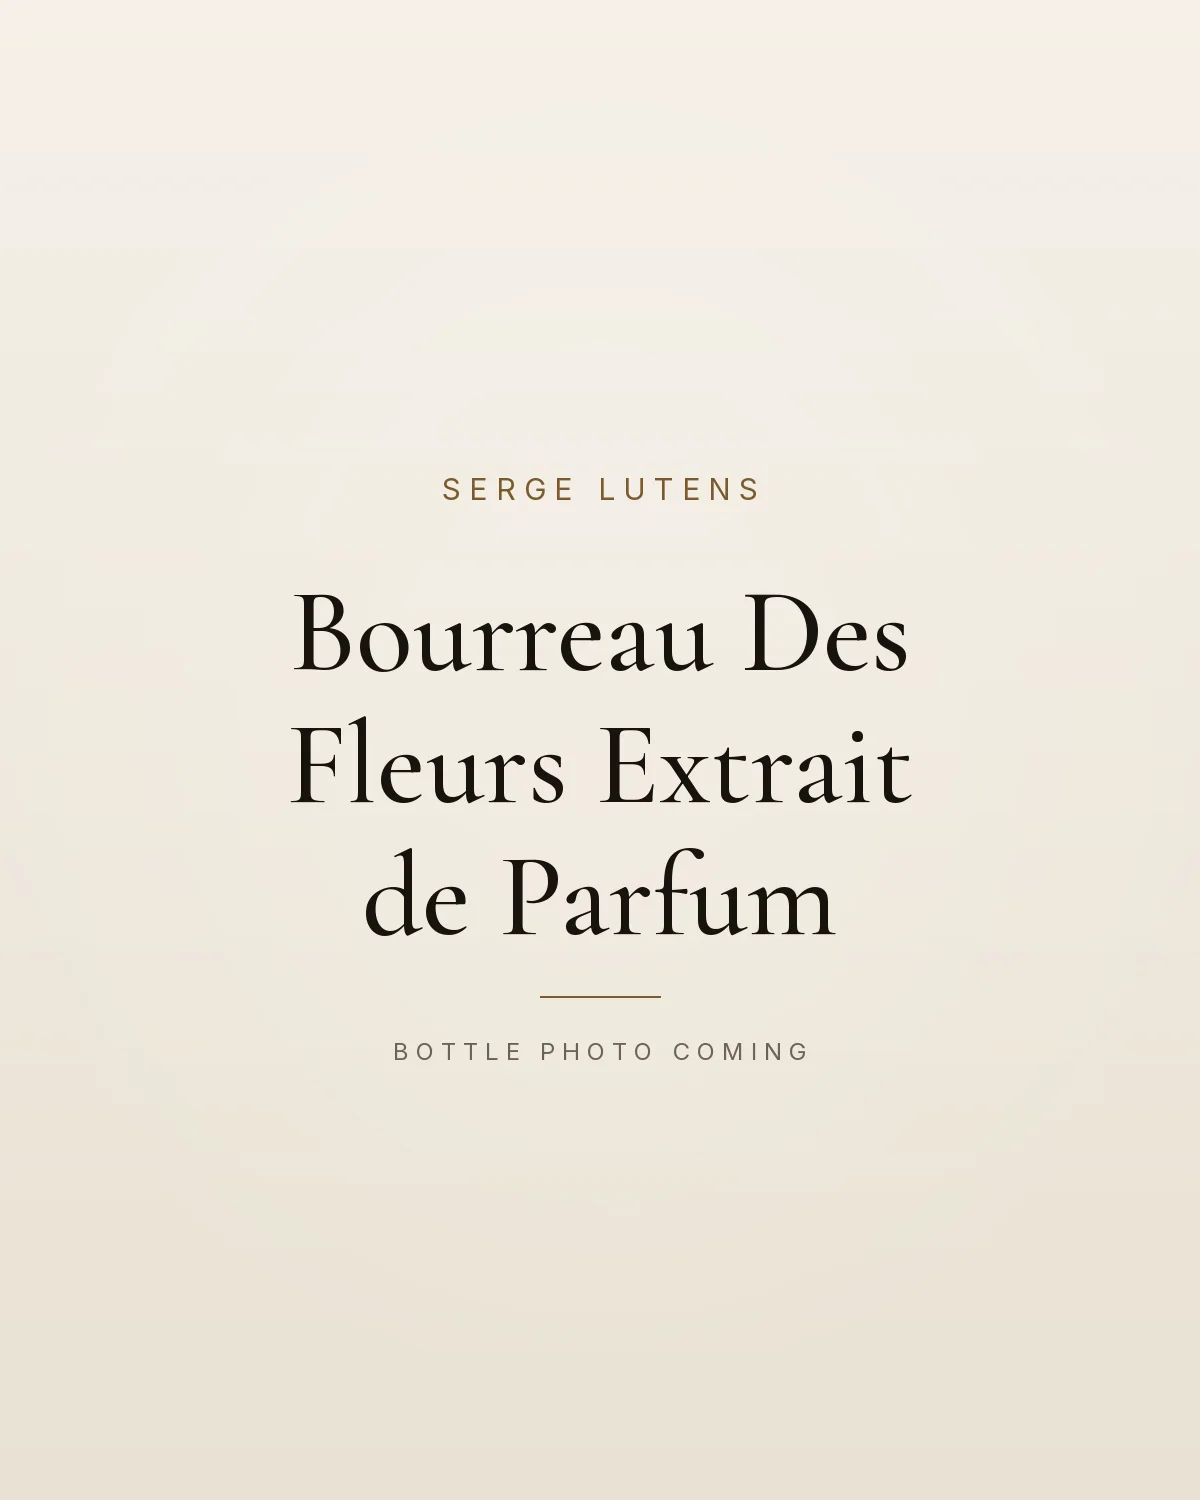 SERGE LUTENS
Bourreau Des
Fleurs Extrait
de Parfum
BOTTLE PHOTO COMING